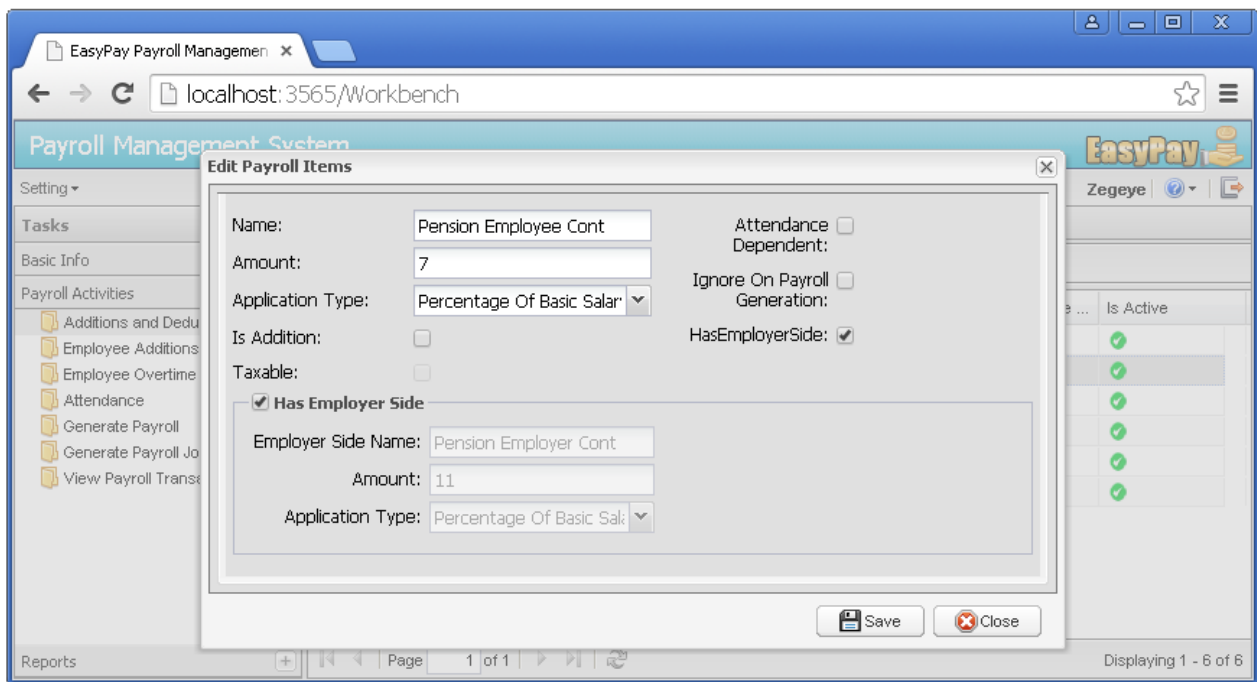 EasyPay Payroll Managemen
localhost:3565/Workbench
Payroll Management System
EasyPay
Edit Payroll Items
Setting
Zegeye
Tasks
Basic Info
Payroll Activities
Additions and Dedu
Employee Additions
Employee Overtime
Attendance
Generate Payroll
Generate Payroll Jo
View Payroll Transa
Name: Pension Employee Cont
Amount: 7
Application Type: Percentage Of Basic Salar
Is Addition:
Taxable:
Attendance
Dependent:
Ignore On Payroll
Generation:
HasEmployerSide:
Has Employer Side
Employer Side Name: Pension Employer Cont
Amount: 11
Application Type: Percentage Of Basic Sala
e ... Is Active
Save Close
Reports
Page 1 of 1
Displaying 1 - 6 of 6